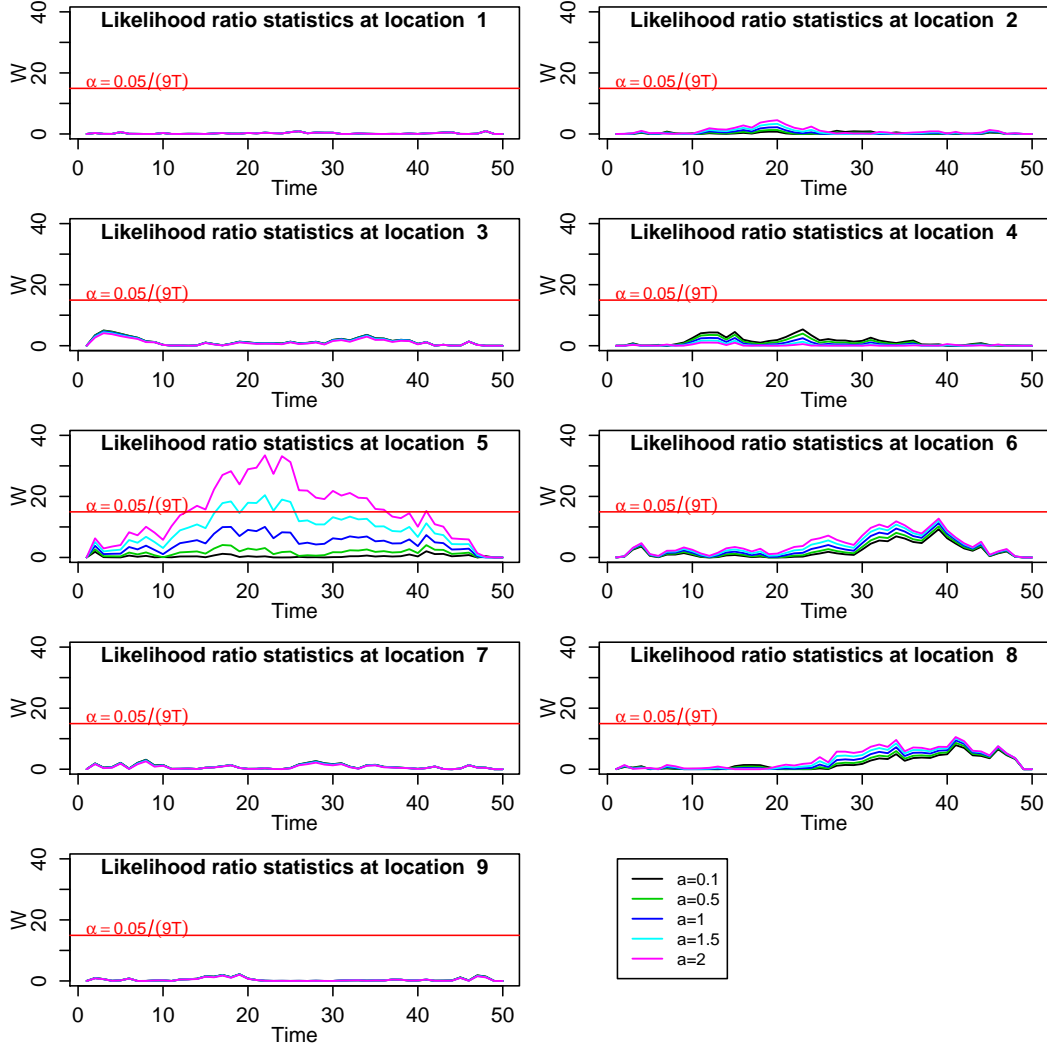 Likelihood ratio statistics at location 1
W
0 20 40
α = 0.05/(9T)
0 10 20 30 40 50
Time
Likelihood ratio statistics at location 2
W
0 20 40
α = 0.05/(9T)
0 10 20 30 40 50
Time
Likelihood ratio statistics at location 3
W
0 20 40
α = 0.05/(9T)
0 10 20 30 40 50
Time
Likelihood ratio statistics at location 4
W
0 20 40
α = 0.05/(9T)
0 10 20 30 40 50
Time
Likelihood ratio statistics at location 5
W
0 20 40
α = 0.05/(9T)
0 10 20 30 40 50
Time
Likelihood ratio statistics at location 6
W
0 20 40
α = 0.05/(9T)
0 10 20 30 40 50
Time
Likelihood ratio statistics at location 7
W
0 20 40
α = 0.05/(9T)
0 10 20 30 40 50
Time
Likelihood ratio statistics at location 8
W
0 20 40
α = 0.05/(9T)
0 10 20 30 40 50
Time
Likelihood ratio statistics at location 9
W
0 20 40
α = 0.05/(9T)
0 10 20 30 40 50
Time
a=0.1
a=0.5
a=1
a=1.5
a=2